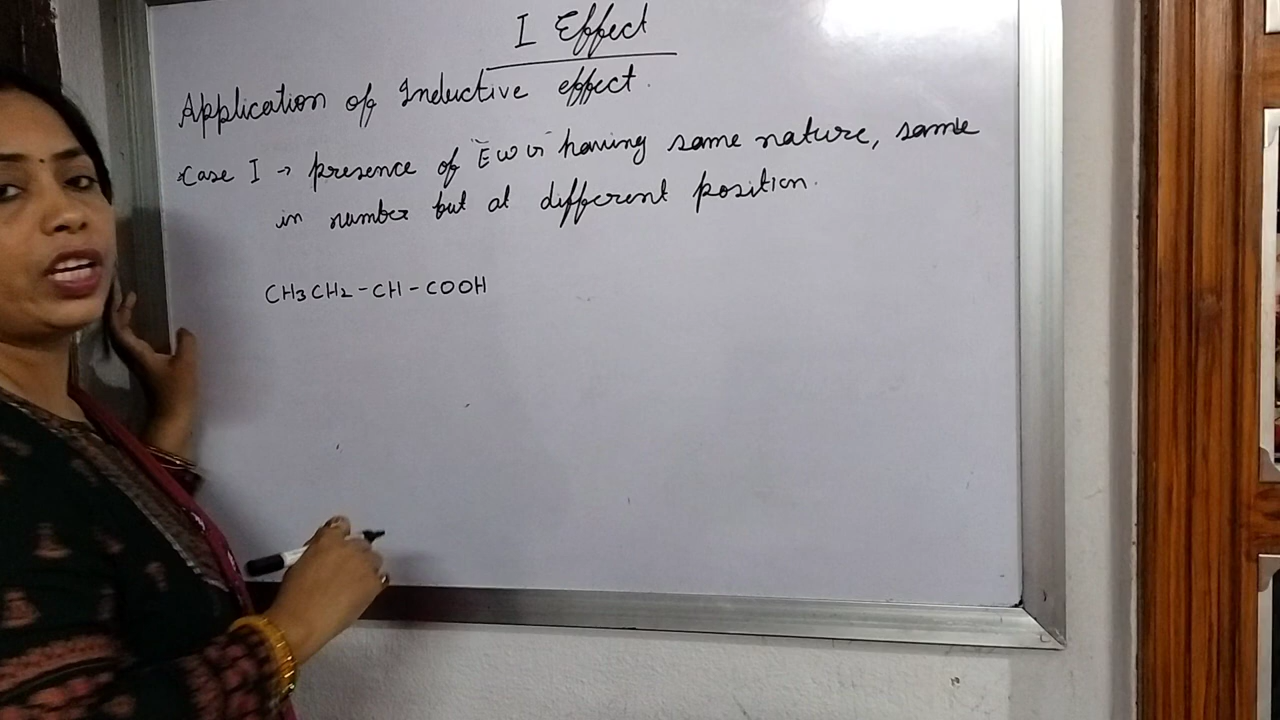 I Effect
Application of Inductive effect.
Case I → presence of EWG having same nature, same
in number but at different position.
CH3CH2-CH-COOH